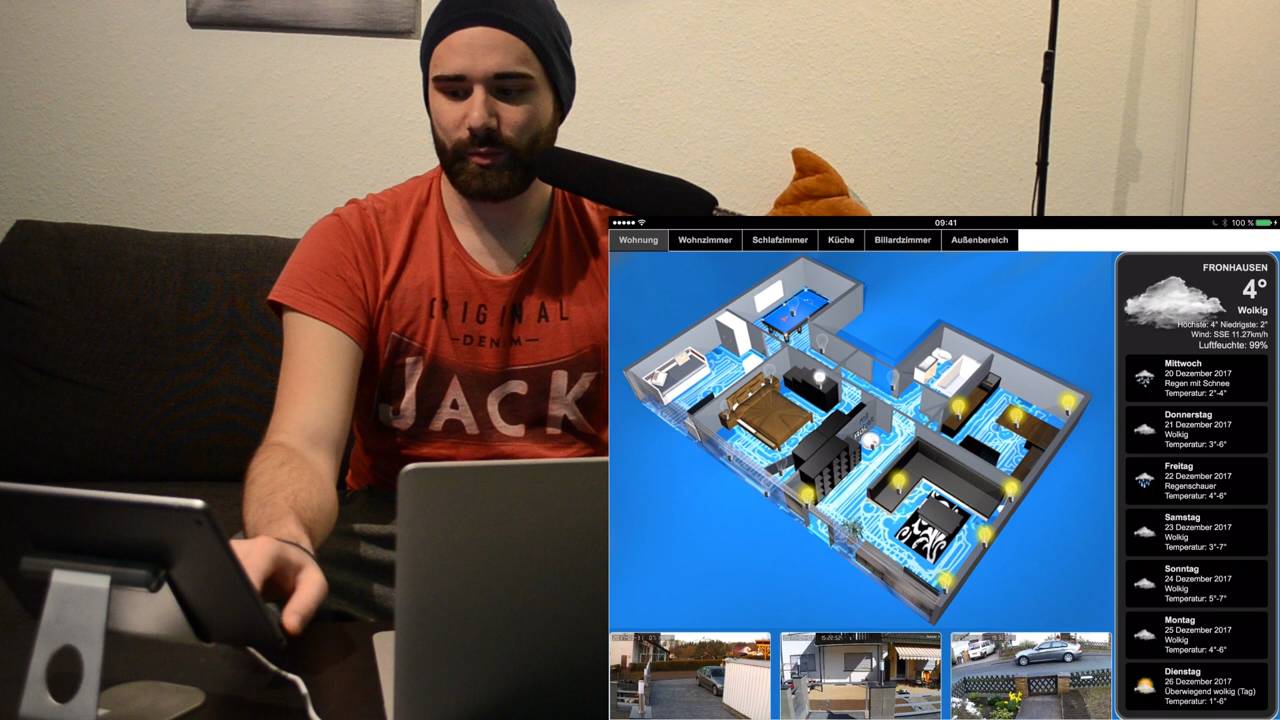 ORIGINAL
DENIM
JACK
09:41
100 %
Wohnung
Wohnzimmer
Schlafzimmer
Küche
Billardzimmer
Außenbereich
FRONHAUSEN
4°
Wolkig
Höchste: 4° Niedrigste: 2°
Wind: SSE 11.27km/h
Luftfeuchte: 99%
Mittwoch
20 Dezember 2017
Regen mit Schnee
Temperatur: 2°-4°
Donnerstag
21 Dezember 2017
Wolkig
Temperatur: 3°-6°
Freitag
22 Dezember 2017
Regenschauer
Temperatur: 4°-6°
Samstag
23 Dezember 2017
Wolkig
Temperatur: 3°-7°
Sonntag
24 Dezember 2017
Wolkig
Temperatur: 5°-7°
Montag
25 Dezember 2017
Wolkig
Temperatur: 4°-6°
Dienstag
26 Dezember 2017
Überwiegend wolkig (Tag)
Temperatur: 1°-6°